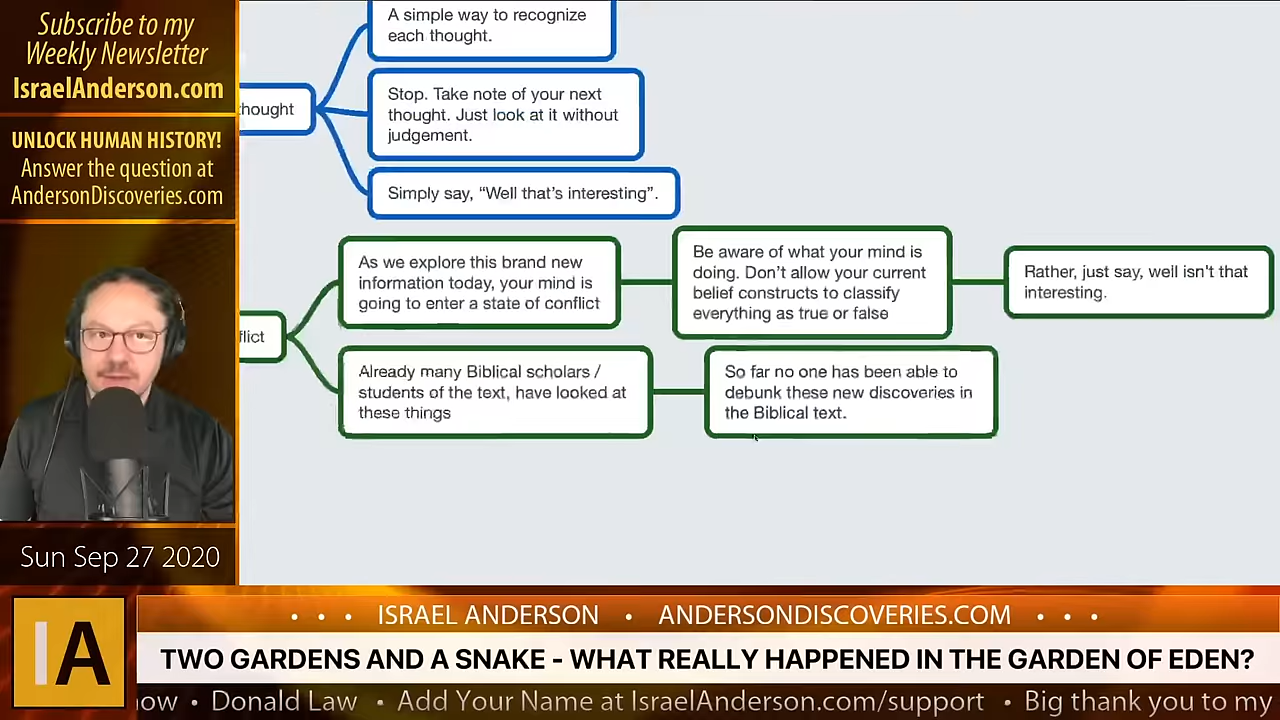 Subscribe to my
Weekly Newsletter
IsraelAnderson.com
UNLOCK HUMAN HISTORY!
Answer the question at
AndersonDiscoveries.com
A simple way to recognize
each thought.
thought
Stop. Take note of your next
thought. Just look at it without
judgement.
Simply say, “Well that’s interesting”.
As we explore this brand new
information today, your mind is
going to enter a state of conflict
Be aware of what your mind is
doing. Don’t allow your current
belief constructs to classify
everything as true or false
Rather, just say, well isn't that
interesting.
flict
Already many Biblical scholars /
students of the text, have looked at
these things
So far no one has been able to
debunk these new discoveries in
the Biblical text.
Sun Sep 27 2020
IA
• • • ISRAEL ANDERSON • ANDERSONDISCOVERIES.COM • • •
TWO GARDENS AND A SNAKE - WHAT REALLY HAPPENED IN THE GARDEN OF EDEN?
ow • Donald Law • Add Your Name at IsraelAnderson.com/support • Big thank you to my